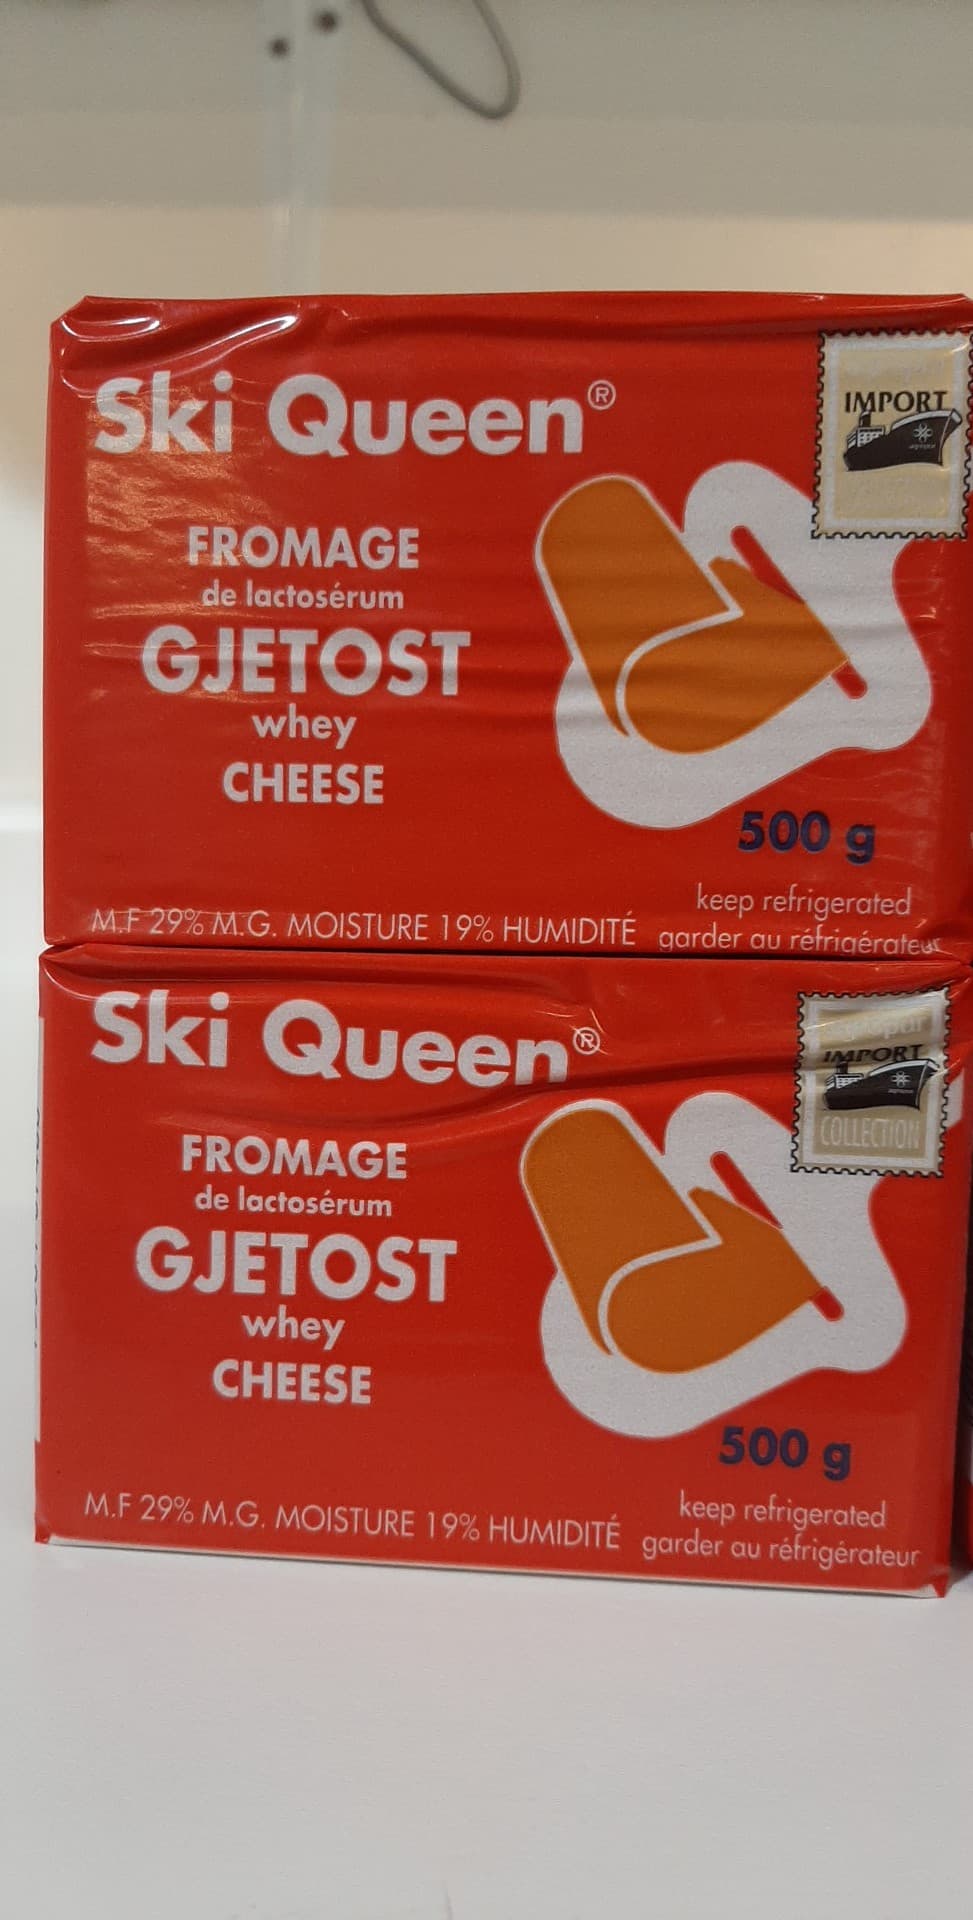 Ski Queen®
IMPORT
FROMAGE
de lactosérum
GJETOST
whey
CHEESE
500 g
keep refrigerated
M.F 29% M.G. MOISTURE 19% HUMIDITÉ
garder au réfrigérateur
Ski Queen®
IMPORT
COLLECTION
FROMAGE
de lactosérum
GJETOST
whey
CHEESE
500 g
keep refrigerated
M.F 29% M.G. MOISTURE 19% HUMIDITÉ
garder au réfrigérateur